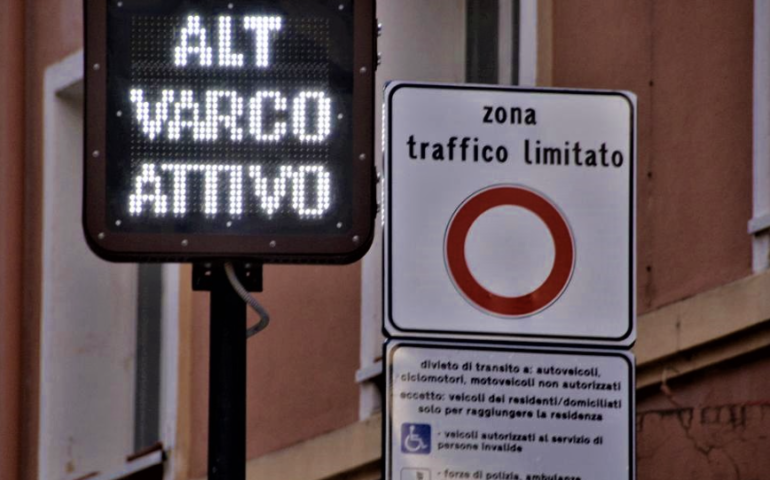 ALT
VARCO
ATTIVO
zona
traffico limitato
divieto di transito a: autoveicoli,
ciclomotori, motoveicoli non autorizzati
eccetto: veicoli dei residenti/domiciliati
solo per raggiungere la residenza
- veicoli autorizzati al servizio di
persone invalide
- forze di polizia, ambulanze